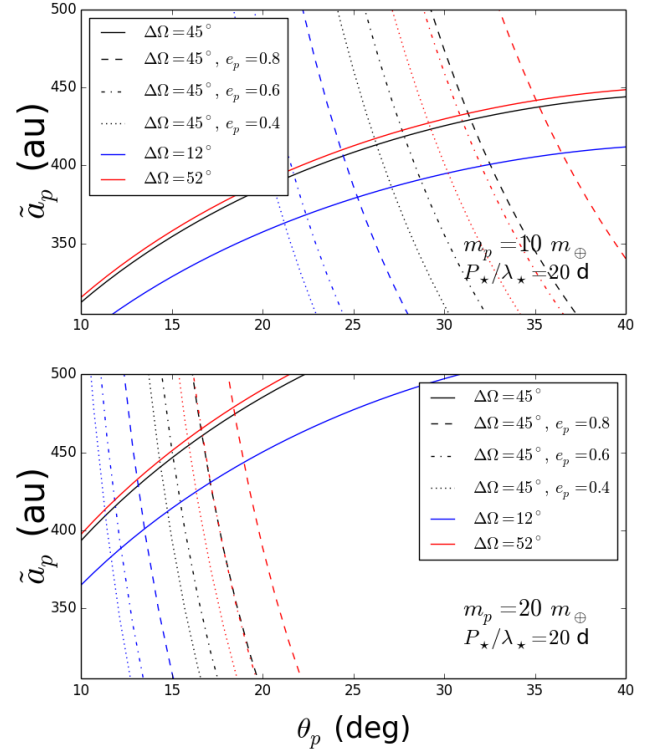 500
450
400
350
ã_p (au)
ΔΩ=45°
ΔΩ=45°, e_p=0.8
ΔΩ=45°, e_p=0.6
ΔΩ=45°, e_p=0.4
ΔΩ=12°
ΔΩ=52°
m_p=10 m_⊕
P_⋆/λ_⋆=20 d
10 15 20 25 30 35 40
500
450
400
350
ã_p (au)
ΔΩ=45°
ΔΩ=45°, e_p=0.8
ΔΩ=45°, e_p=0.6
ΔΩ=45°, e_p=0.4
ΔΩ=12°
ΔΩ=52°
m_p=20 m_⊕
P_⋆/λ_⋆=20 d
10 15 20 25 30 35 40
θ_p (deg)